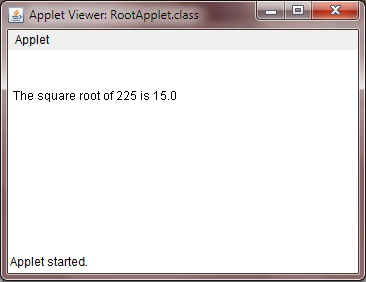 Applet Viewer: RootApplet.class
Applet
The square root of 225 is 15.0
Applet started.